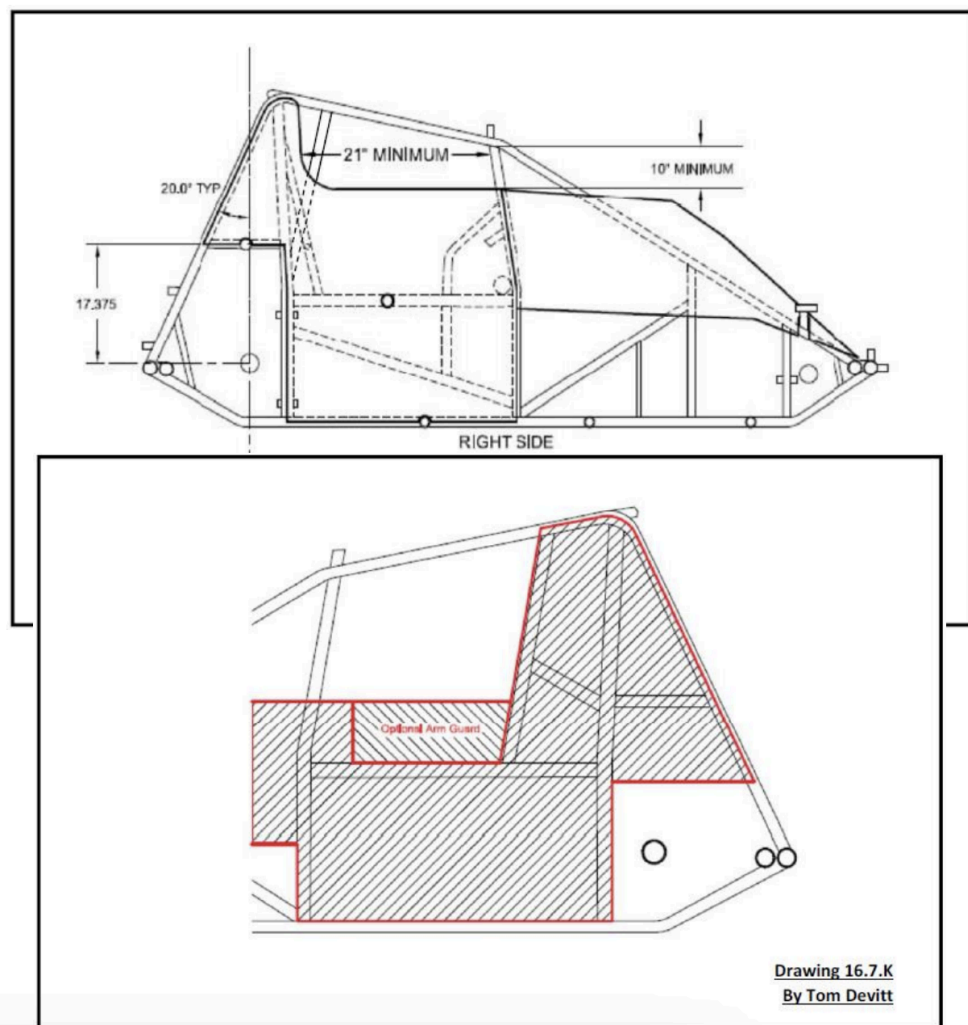 21" MINIMUM
10" MINIMUM
20.0° TYP
17.375
RIGHT SIDE
Optional Arm Guard
Drawing 16.7.K
By Tom Devitt